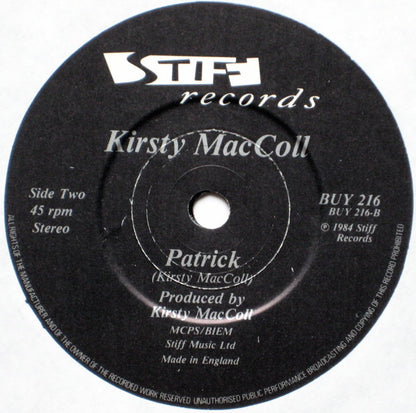 STIFF
records
Kirsty MacColl
Side Two
45 rpm
Stereo
BUY 216
BUY 216-B
℗ 1984 Stiff
Records
Patrick
(Kirsty MacColl)
Produced by
Kirsty MacColl
MCPS/BIEM
Stiff Music Ltd
Made in England
ALL RIGHTS OF THE MANUFACTURER AND OF THE OWNER OF THE RECORDED WORK RESERVED UNAUTHORISED PUBLIC PERFORMANCE BROADCASTING AND COPYING OF THIS RECORD PROHIBITED